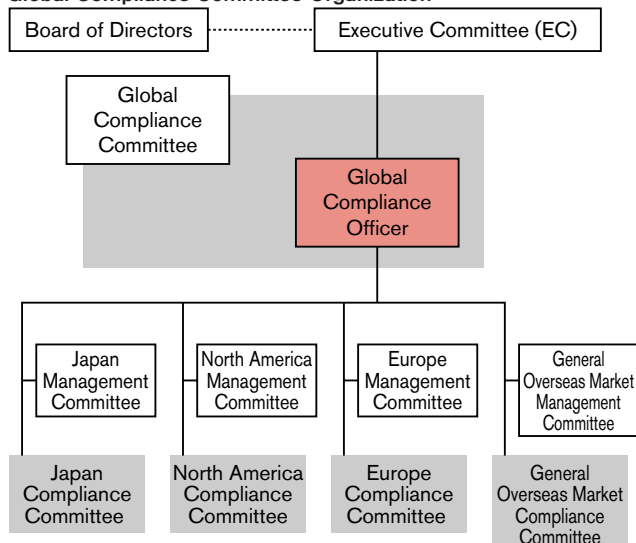 Global Compliance Committee Organization
Board of Directors
Executive Committee (EC)
Global
Compliance
Committee
Global
Compliance
Officer
Japan
Management
Committee
North America
Management
Committee
Europe
Management
Committee
General
Overseas Market
Management
Committee
Japan
Compliance
Committee
North America
Compliance
Committee
Europe
Compliance
Committee
General
Overseas Market
Compliance
Committee